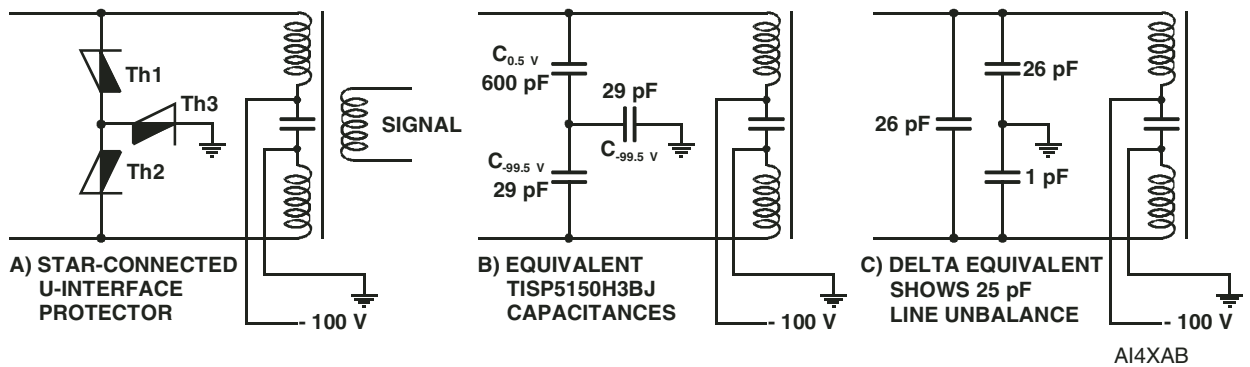 Th1
Th3
Th2
SIGNAL
- 100 V
A) STAR-CONNECTED
U-INTERFACE
PROTECTOR
C0.5 V
600 pF
29 pF
C-99.5 V
C-99.5 V
29 pF
- 100 V
B) EQUIVALENT
TISP5150H3BJ
CAPACITANCES
26 pF
26 pF
1 pF
- 100 V
C) DELTA EQUIVALENT
SHOWS 25 pF
LINE UNBALANCE
AI4XAB